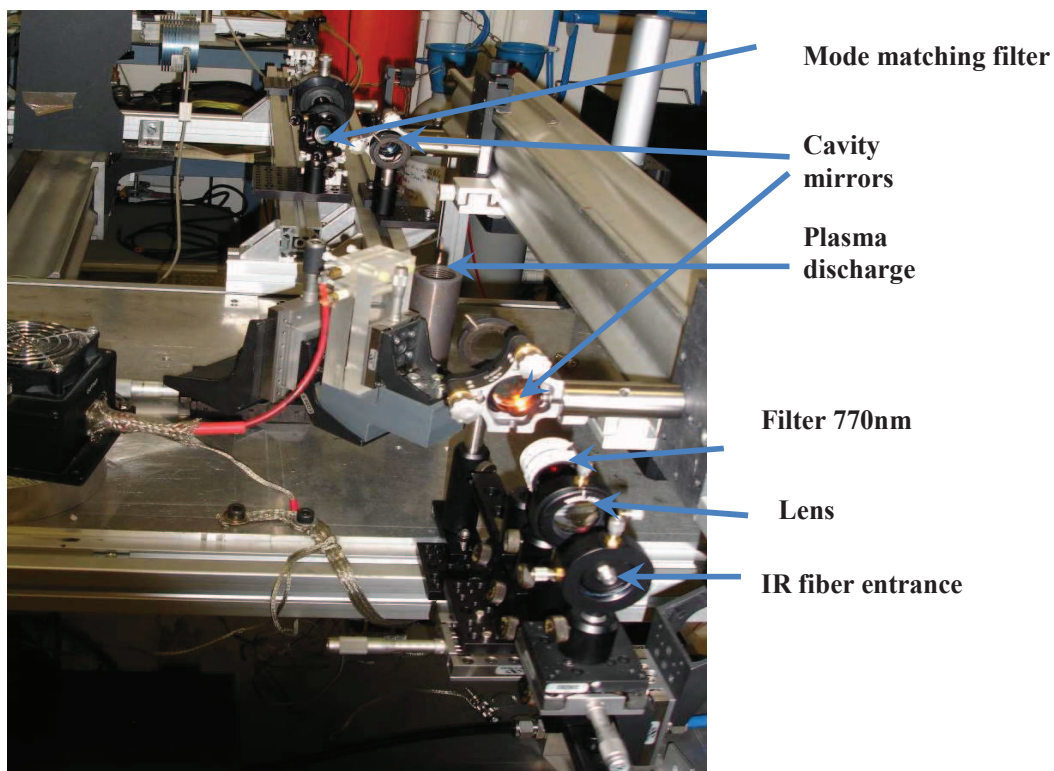 Mode matching filter
Cavity
mirrors
Plasma
discharge
Filter 770nm
Lens
IR fiber entrance